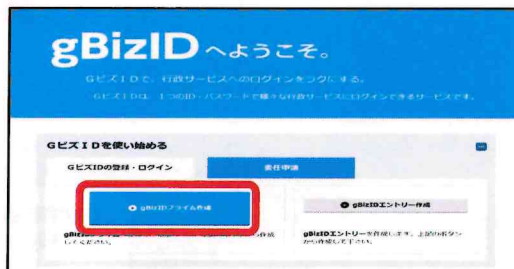 gBizIDへようこそ。
GビズIDで、行政サービスへのログインをラクにする。
GビズIDは、1つのID・パスワードで様々な行政サービスにログインできるサービスです。
GビズIDを使い始める
GビズIDの登録・ログイン
委任申請
gBizIDプライム作成
gBizIDエントリー作成
してください。
gBizIDエントリーを作成します。上記のボタン
から作成して下さい。